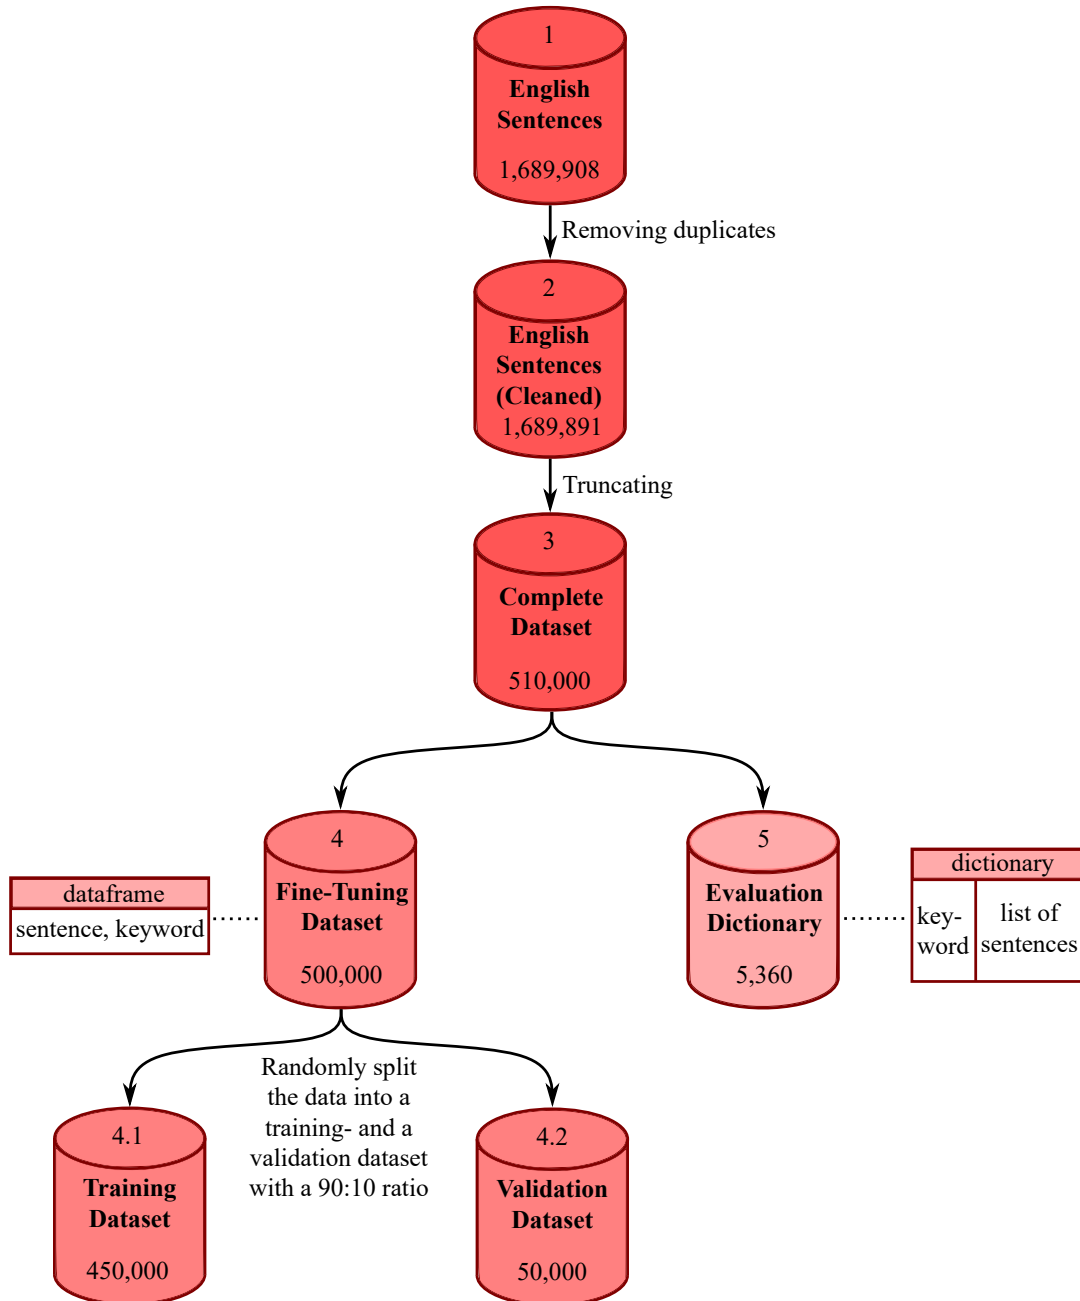 1
English
Sentences
1,689,908
Removing duplicates
2
English
Sentences
(Cleaned)
1,689,891
Truncating
3
Complete
Dataset
510,000
4
Fine-Tuning
Dataset
500,000
dataframe
sentence, keyword
5
Evaluation
Dictionary
5,360
dictionary
key-
word
list of
sentences
Randomly split
the data into a
training- and a
validation dataset
with a 90:10 ratio
4.1
Training
Dataset
450,000
4.2
Validation
Dataset
50,000